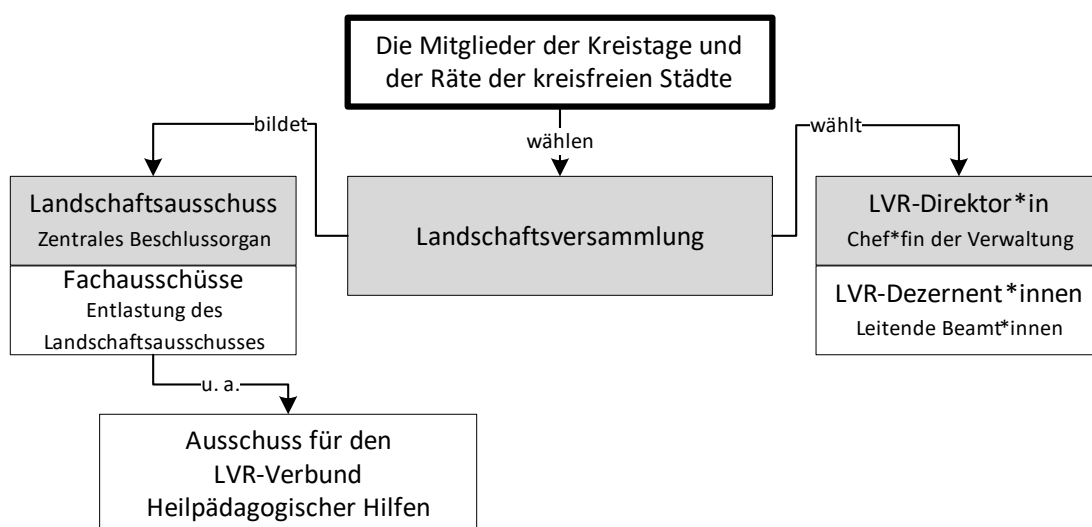 Die Mitglieder der Kreistage und
der Räte der kreisfreien Städte
bildet
wählen
wählt
Landschaftsausschuss
Zentrales Beschlussorgan
Fachausschüsse
Entlastung des
Landschaftsausschusses
Landschaftsversammlung
LVR-Direktor*in
Chef*fin der Verwaltung
LVR-Dezernent*innen
Leitende Beamt*innen
u. a.
Ausschuss für den
LVR-Verbund
Heilpädagogischer Hilfen